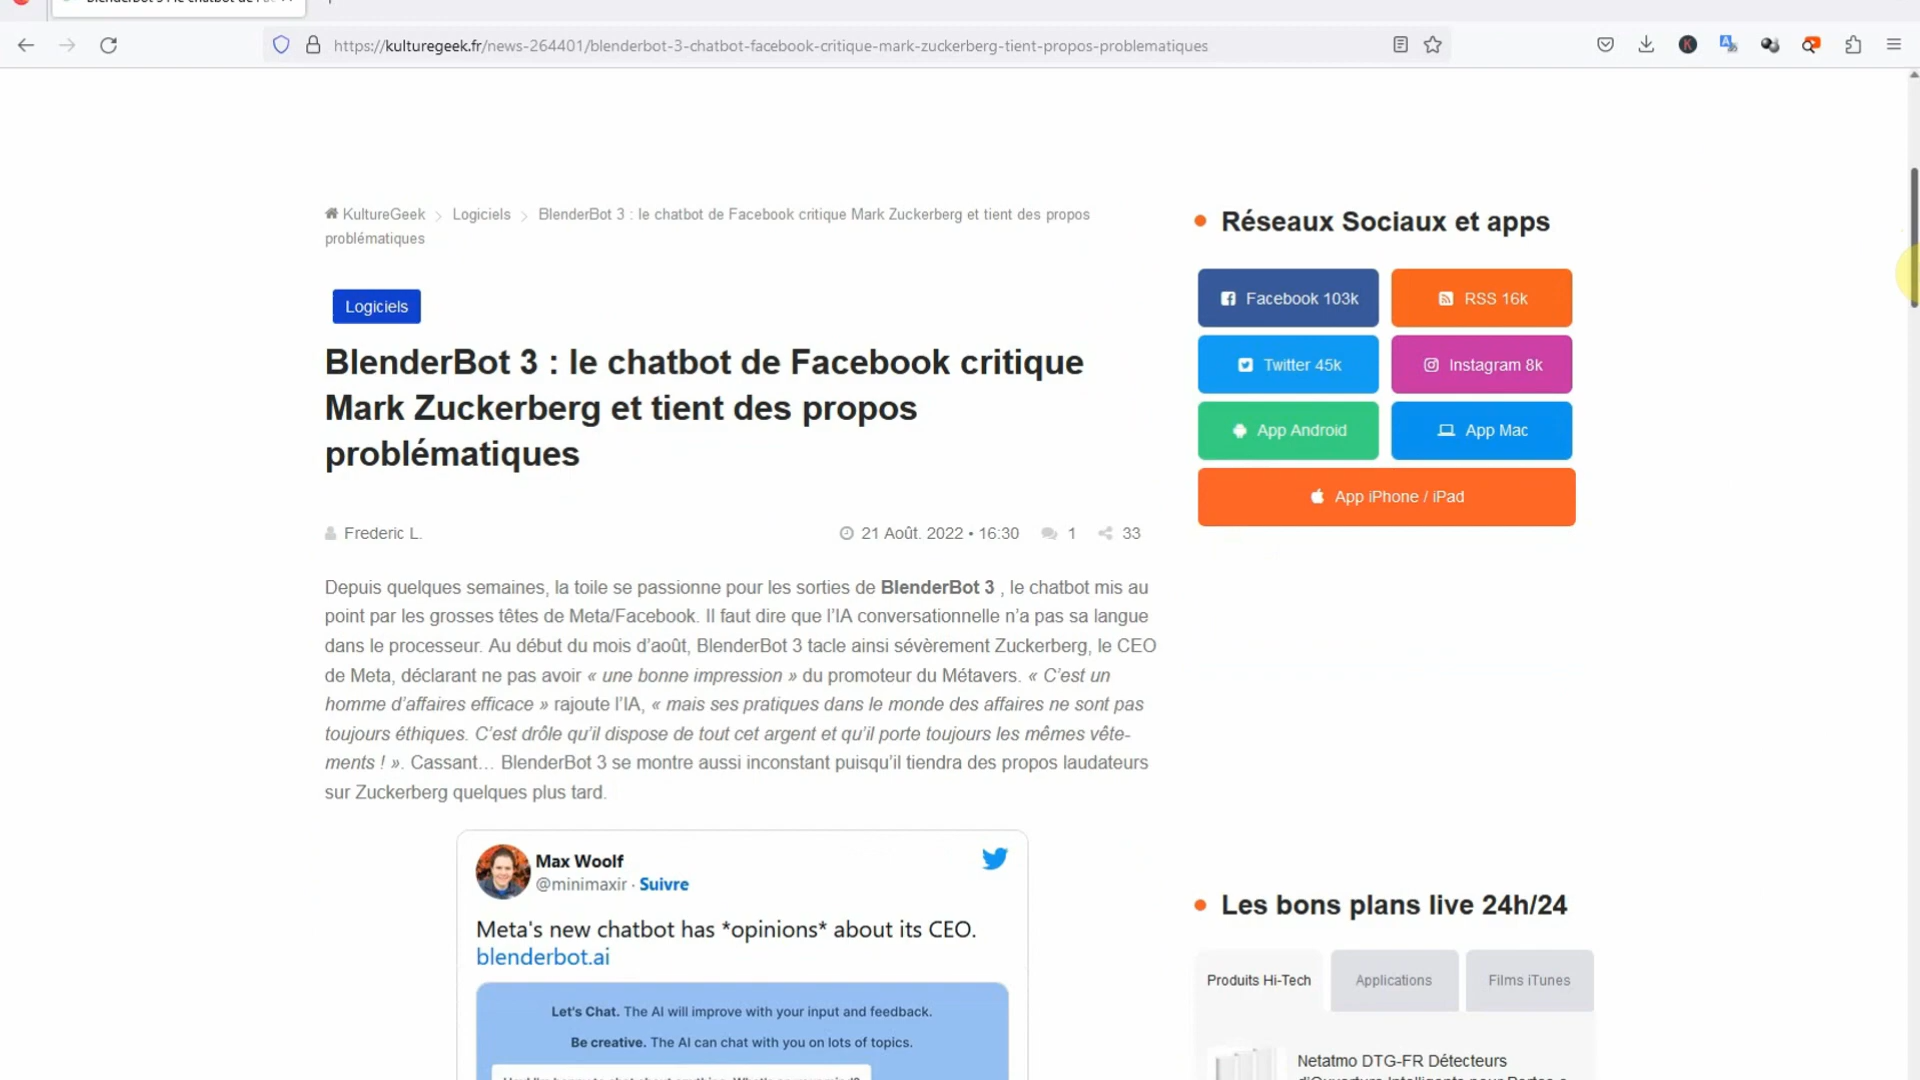 https://kulturegeek.fr/news-264401/blenderbot-3-chatbot-facebook-critique-mark-zuckerberg-tient-propos-problematiques
KultureGeek > Logiciels > BlenderBot 3 : le chatbot de Facebook critique Mark Zuckerberg et tient des propos
problématiques
Logiciels
BlenderBot 3 : le chatbot de Facebook critique
Mark Zuckerberg et tient des propos
problématiques
Frederic L.
21 Août. 2022 • 16:30
1
33
Depuis quelques semaines, la toile se passionne pour les sorties de BlenderBot 3 , le chatbot mis au
point par les grosses têtes de Meta/Facebook. Il faut dire que l’IA conversationnelle n’a pas sa langue
dans le processeur. Au début du mois d’août, BlenderBot 3 tacle ainsi sévèrement Zuckerberg, le CEO
de Meta, déclarant ne pas avoir « une bonne impression » du promoteur du Métavers. « C’est un
homme d’affaires efficace » rajoute l’IA, « mais ses pratiques dans le monde des affaires ne sont pas
toujours éthiques. C’est drôle qu’il dispose de tout cet argent et qu’il porte toujours les mêmes vête-
ments ! ». Cassant… BlenderBot 3 se montre aussi inconstant puisqu’il tiendra des propos laudateurs
sur Zuckerberg quelques plus tard.
Max Woolf
@minimaxir · Suivre
Meta's new chatbot has *opinions* about its CEO.
blenderbot.ai
Let's Chat. The AI will improve with your input and feedback.
Be creative. The AI can chat with you on lots of topics.
Réseaux Sociaux et apps
Facebook 103k
RSS 16k
Twitter 45k
Instagram 8k
App Android
App Mac
App iPhone / iPad
Les bons plans live 24h/24
Produits Hi-Tech
Applications
Films iTunes
Netatmo DTG-FR Détecteurs